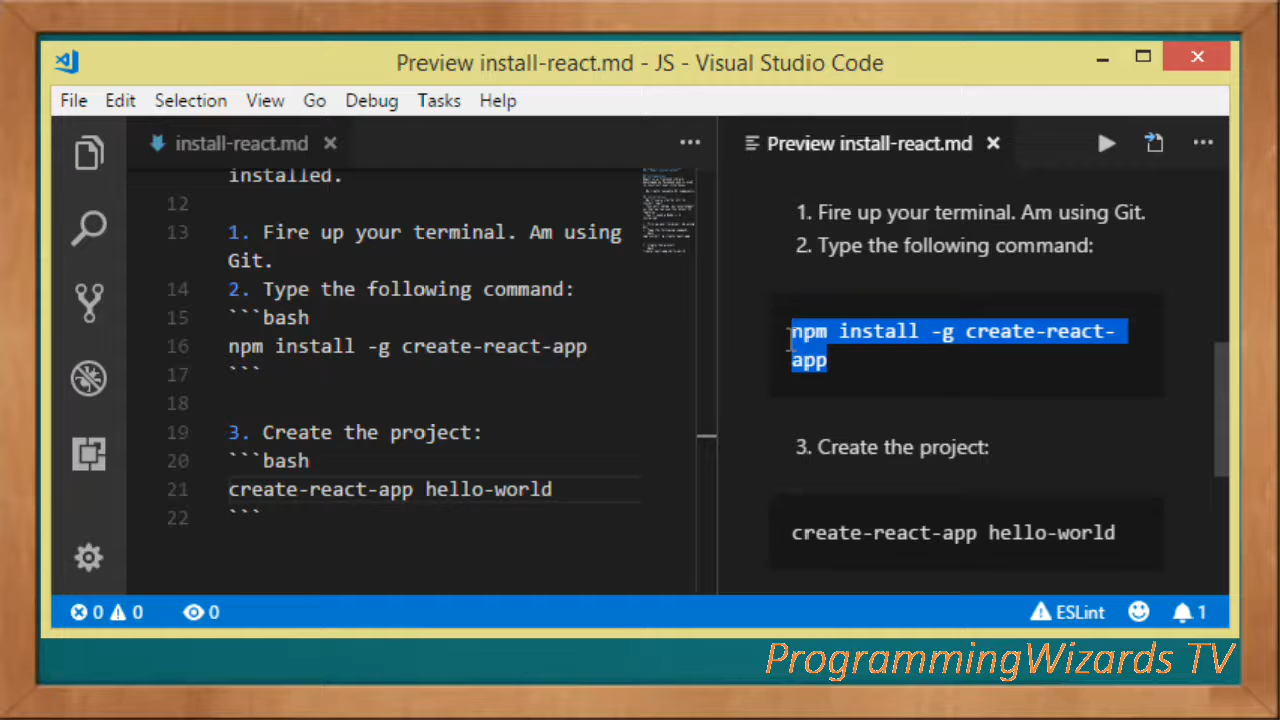 Preview install-react.md - JS - Visual Studio Code
File Edit Selection View Go Debug Tasks Help
install-react.md
installed.
12
13 1. Fire up your terminal. Am using
Git.
14 2. Type the following command:
15 ```bash
16 npm install -g create-react-app
17 ```
18
19 3. Create the project:
20 ```bash
21 create-react-app hello-world
22 ```
Preview install-react.md
1. Fire up your terminal. Am using Git.
2. Type the following command:
npm install -g create-react-
app
3. Create the project:
create-react-app hello-world
0 0 0
ESLint 1
ProgrammingWizards TV